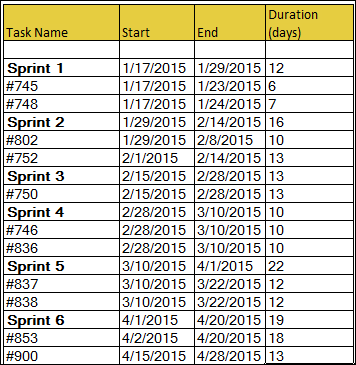 Task Name Start End Duration (days)
Sprint 1 1/17/2015 1/29/2015 12
#745 1/17/2015 1/23/2015 6
#748 1/17/2015 1/24/2015 7
Sprint 2 1/29/2015 2/14/2015 16
#802 1/29/2015 2/8/2015 10
#752 2/1/2015 2/14/2015 13
Sprint 3 2/15/2015 2/28/2015 13
#750 2/15/2015 2/28/2015 13
Sprint 4 2/28/2015 3/10/2015 10
#746 2/28/2015 3/10/2015 10
#836 2/28/2015 3/10/2015 10
Sprint 5 3/10/2015 4/1/2015 22
#837 3/10/2015 3/22/2015 12
#838 3/10/2015 3/22/2015 12
Sprint 6 4/1/2015 4/20/2015 19
#853 4/2/2015 4/20/2015 18
#900 4/15/2015 4/28/2015 13